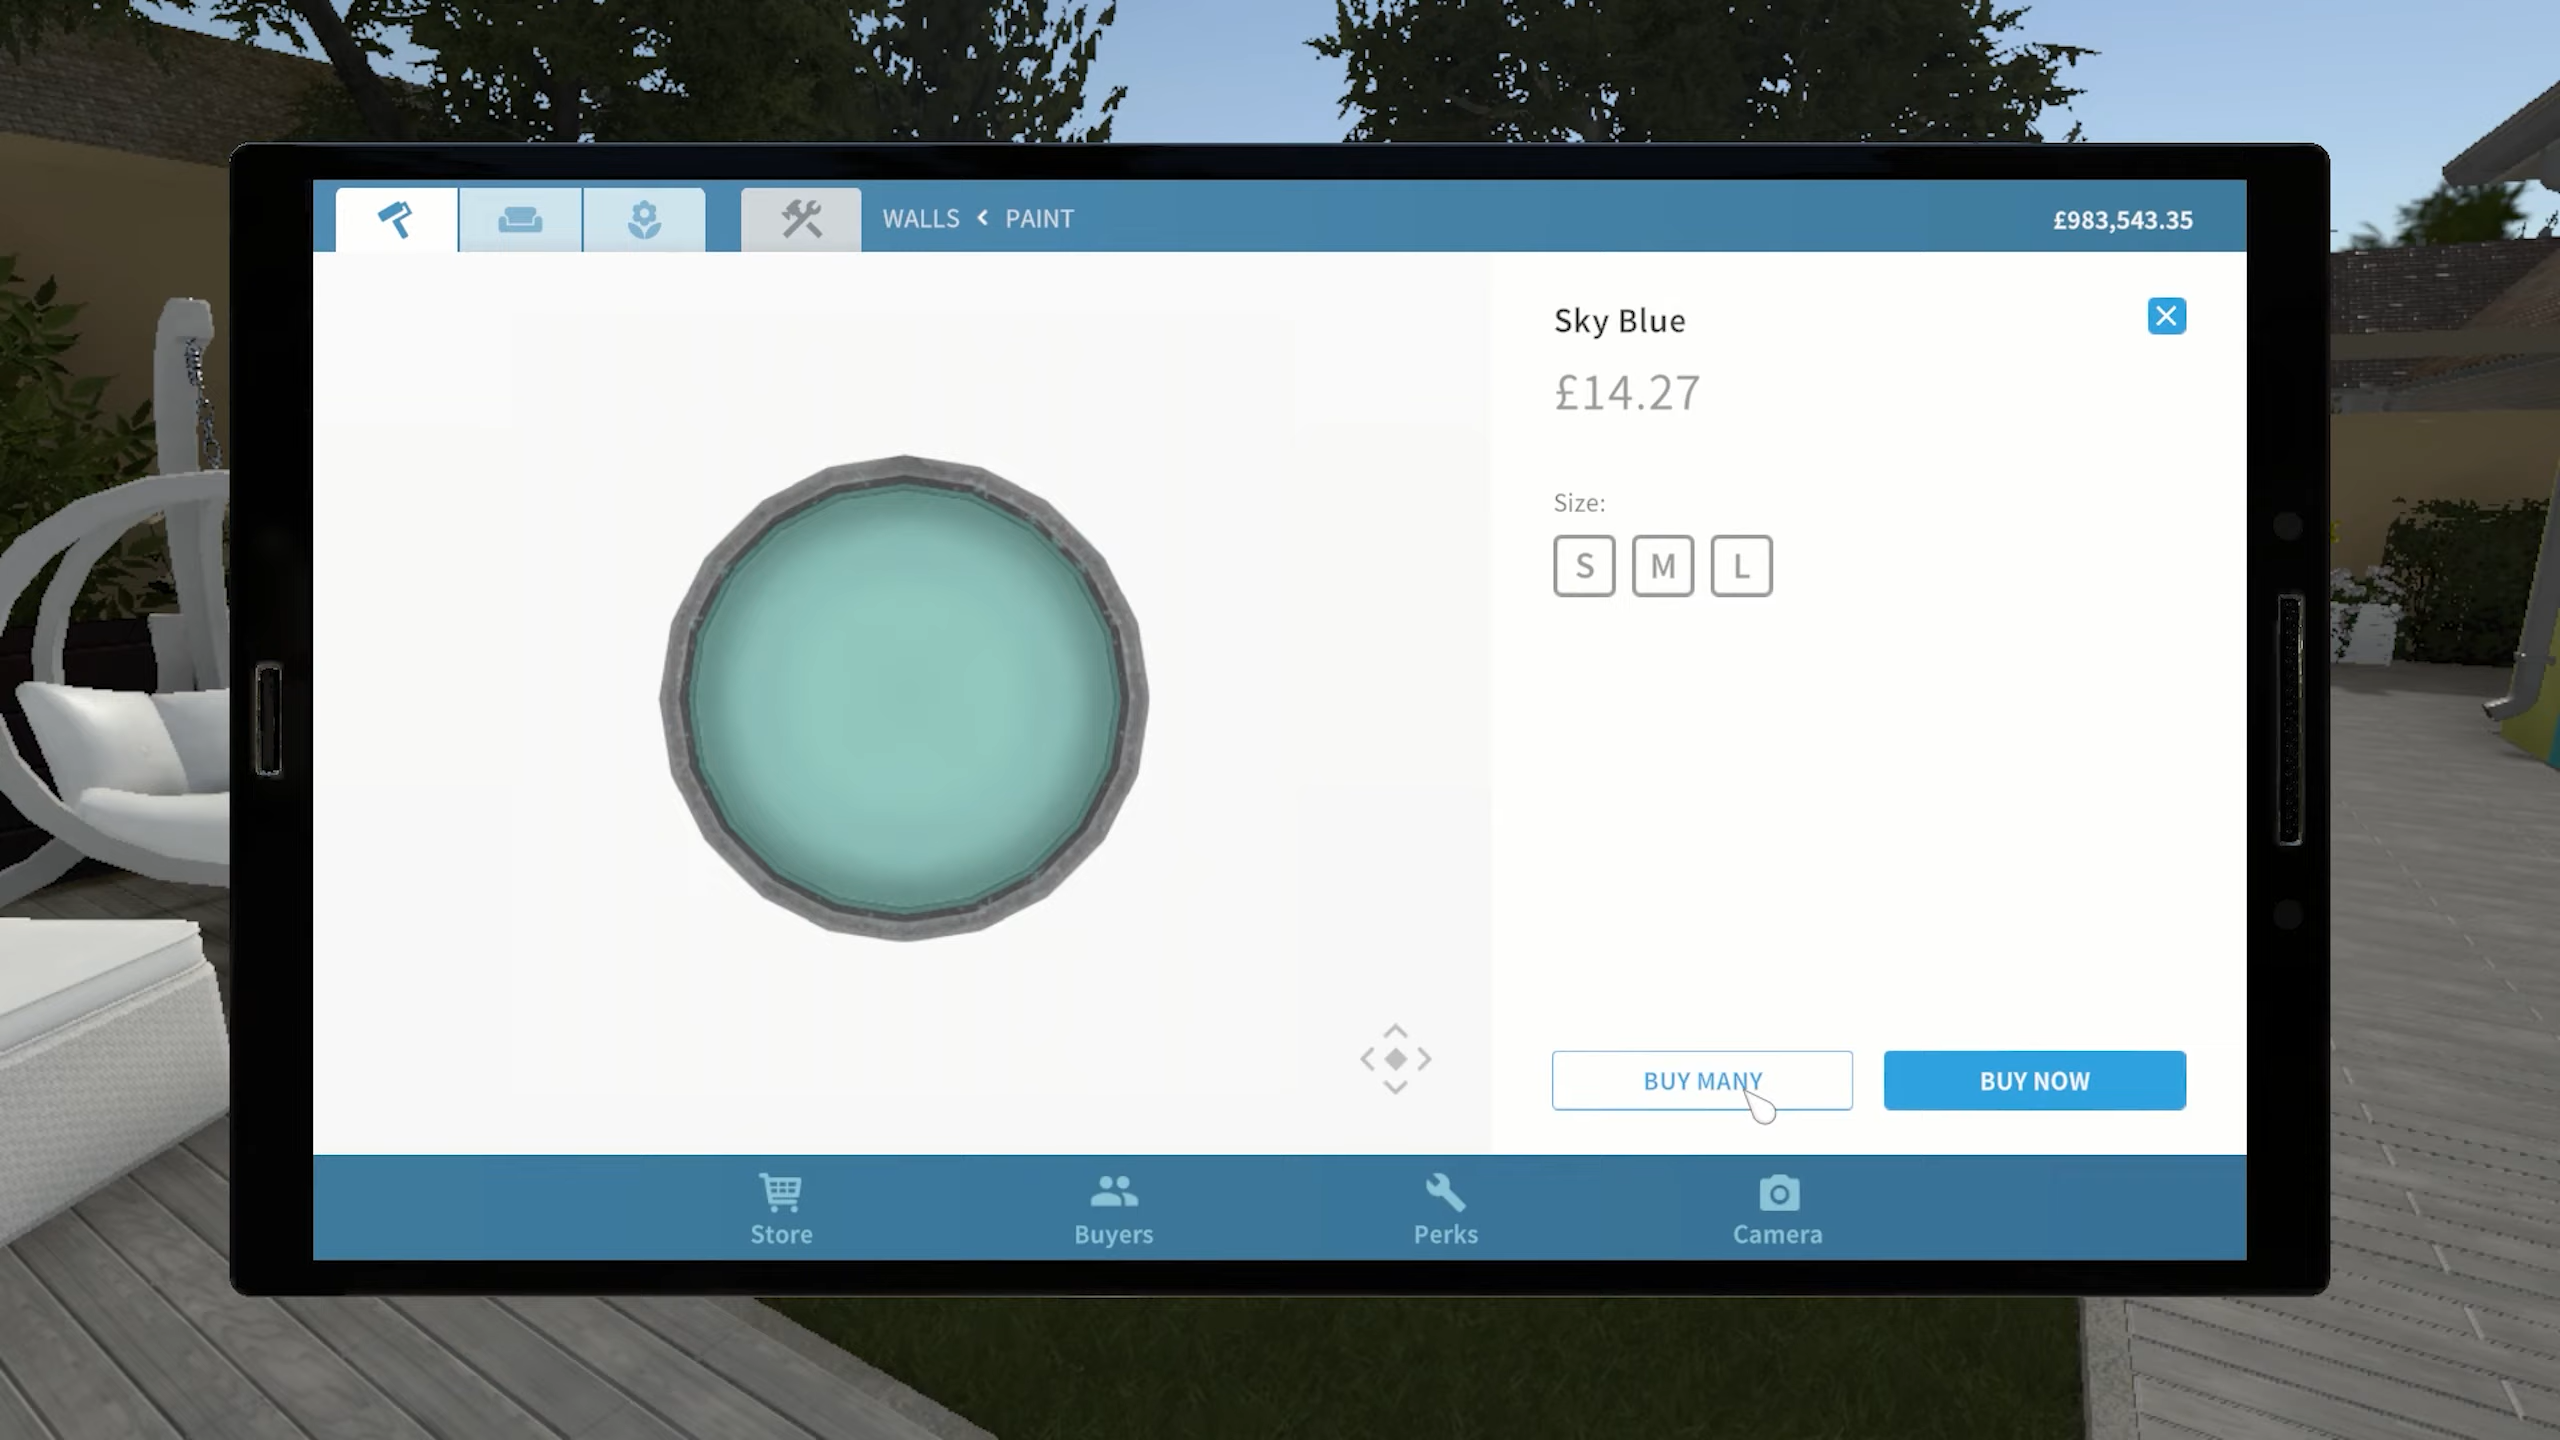 WALLS < PAINT
£983,543.35
Sky Blue
£14.27
Size:
S M L
BUY MANY
BUY NOW
Store
Buyers
Perks
Camera